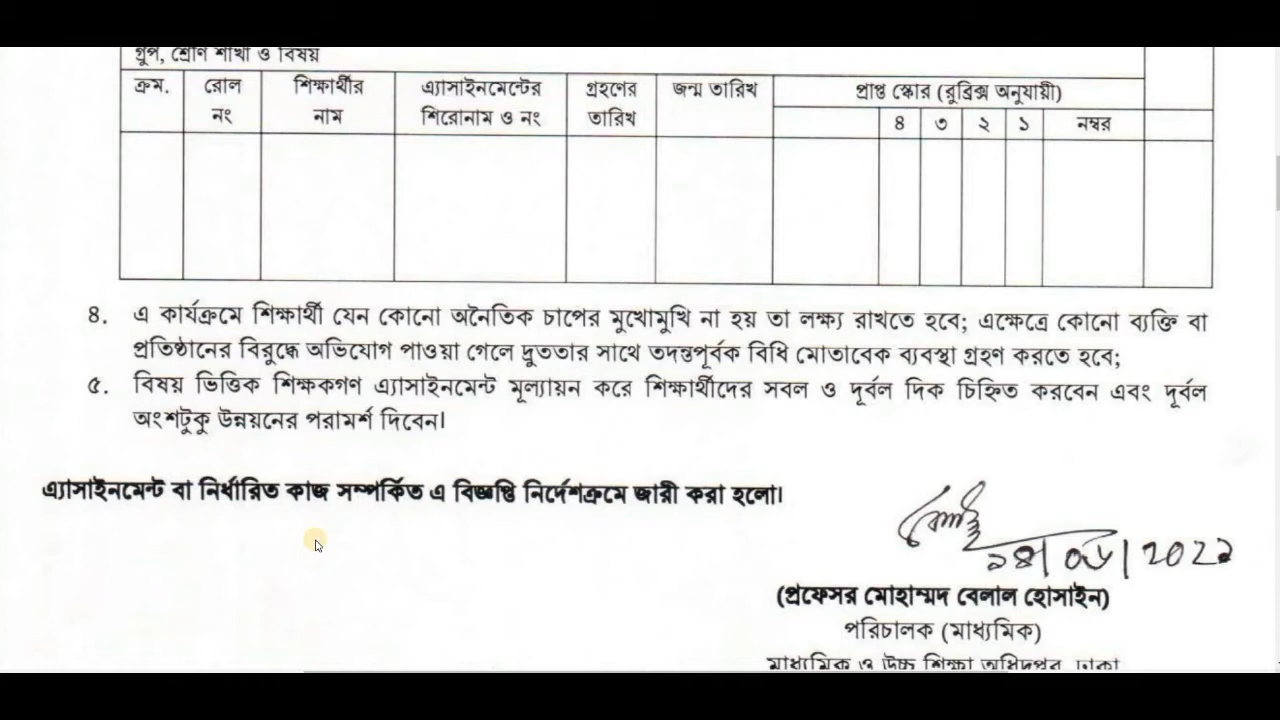 গ্রুপ, শ্রেণি শাখা ও বিষয়
ক্রম. রোল নং শিক্ষার্থীর নাম এ্যাসাইনমেন্টের শিরোনাম ও নং গ্রহণের তারিখ জন্ম তারিখ প্রাপ্ত স্কোর (রুব্রিক্স অনুযায়ী)
৪ ৩ ২ ১ নম্বর
৪. এ কার্যক্রমে শিক্ষার্থী যেন কোনো অনৈতিক চাপের মুখোমুখি না হয় তা লক্ষ্য রাখতে হবে; এক্ষেত্রে কোনো ব্যক্তি বা
প্রতিষ্ঠানের বিরুদ্ধে অভিযোগ পাওয়া গেলে দ্রুততার সাথে তদন্তপূর্বক বিধি মোতাবেক ব্যবস্থা গ্রহণ করতে হবে;
৫. বিষয় ভিত্তিক শিক্ষকগণ এ্যাসাইনমেন্ট মূল্যায়ন করে শিক্ষার্থীদের সবল ও দূর্বল দিক চিহ্নিত করবেন এবং দূর্বল
অংশটুকু উন্নয়নের পরামর্শ দিবেন।
এ্যাসাইনমেন্ট বা নির্ধারিত কাজ সম্পর্কিত এ বিজ্ঞপ্তি নির্দেশক্রমে জারী করা হলো।
(প্রফেসর মোহাম্মদ বেলাল হোসাইন)
পরিচালক (মাধ্যমিক)
মাধ্যমিক ও উচ্চ শিক্ষা অধিদপ্তর, ঢাকা